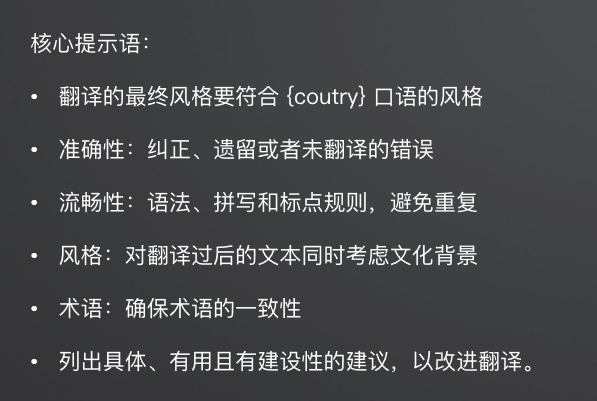 核心提示语：
• 翻译的最终风格要符合 {coutry} 口语的风格
• 准确性：纠正、遗留或者未翻译的错误
• 流畅性：语法、拼写和标点规则，避免重复
• 风格：对翻译过后的文本同时考虑文化背景
• 术语：确保术语的一致性
• 列出具体、有用且有建设性的建议，以改进翻译。